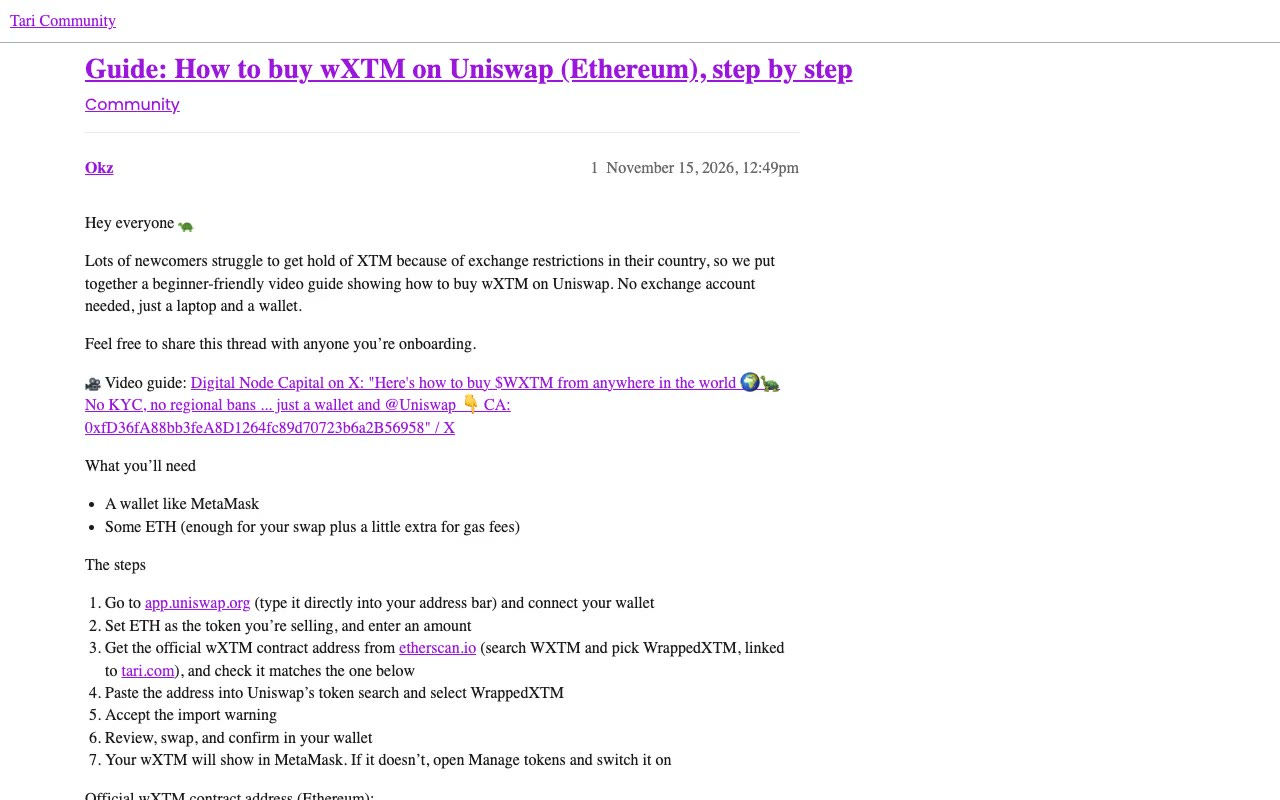 Tari Community
Guide: How to buy wXTM on Uniswap (Ethereum), step by step
Community
Okz
1 November 15, 2026, 12:49pm
Hey everyone 🐢
Lots of newcomers struggle to get hold of XTM because of exchange restrictions in their country, so we put
together a beginner-friendly video guide showing how to buy wXTM on Uniswap. No exchange account
needed, just a laptop and a wallet.
Feel free to share this thread with anyone you’re onboarding.
🎥 Video guide: Digital Node Capital on X: "Here's how to buy $WXTM from anywhere in the world 🌍🐢
No KYC, no regional bans ... just a wallet and @Uniswap 👇 CA:
0xfD36fA88bb3feA8D1264fc89d70723b6a2B56958" / X
What you’ll need
• A wallet like MetaMask
• Some ETH (enough for your swap plus a little extra for gas fees)
The steps
1. Go to app.uniswap.org (type it directly into your address bar) and connect your wallet
2. Set ETH as the token you’re selling, and enter an amount
3. Get the official wXTM contract address from etherscan.io (search WXTM and pick WrappedXTM, linked
to tari.com), and check it matches the one below
4. Paste the address into Uniswap’s token search and select WrappedXTM
5. Accept the import warning
6. Review, swap, and confirm in your wallet
7. Your wXTM will show in MetaMask. If it doesn’t, open Manage tokens and switch it on
Official wXTM contract address (Ethereum):